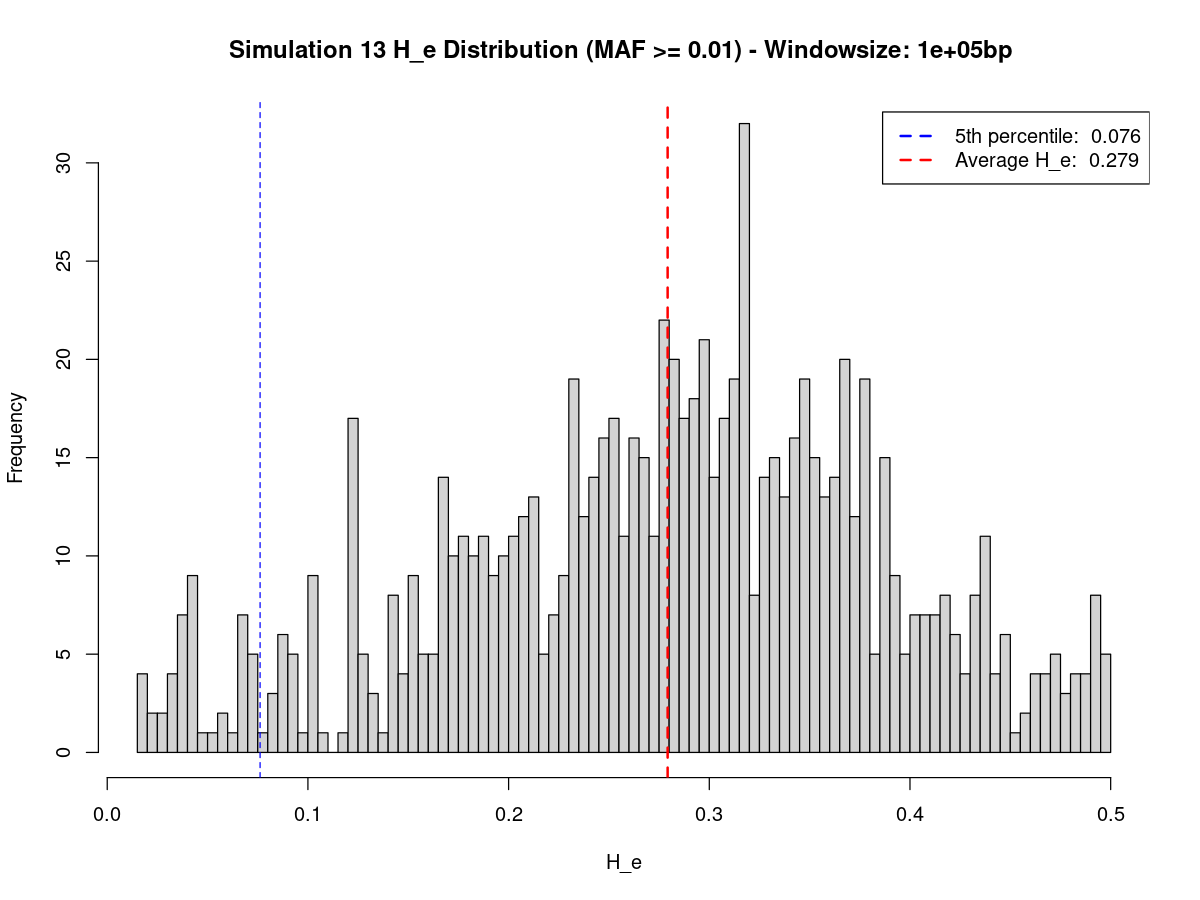 Simulation 13 H_e Distribution (MAF >= 0.01) - Windowsize: 1e+05bp
5th percentile:  0.076
Average H_e:  0.279
Frequency
30
25
20
15
10
5
0
0.0 0.1 0.2 0.3 0.4 0.5
H_e